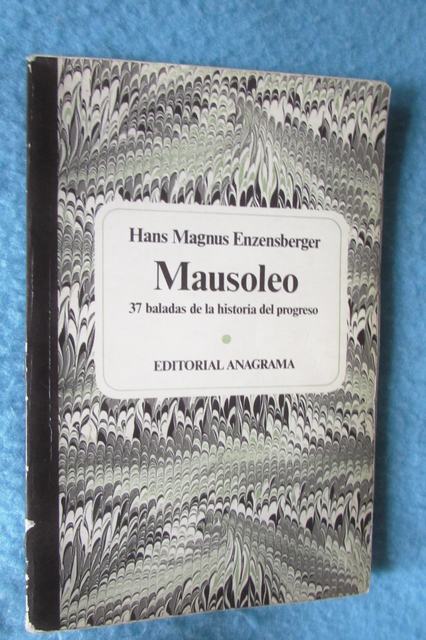 Hans Magnus Enzensberger
Mausoleo
37 baladas de la historia del progreso
EDITORIAL ANAGRAMA